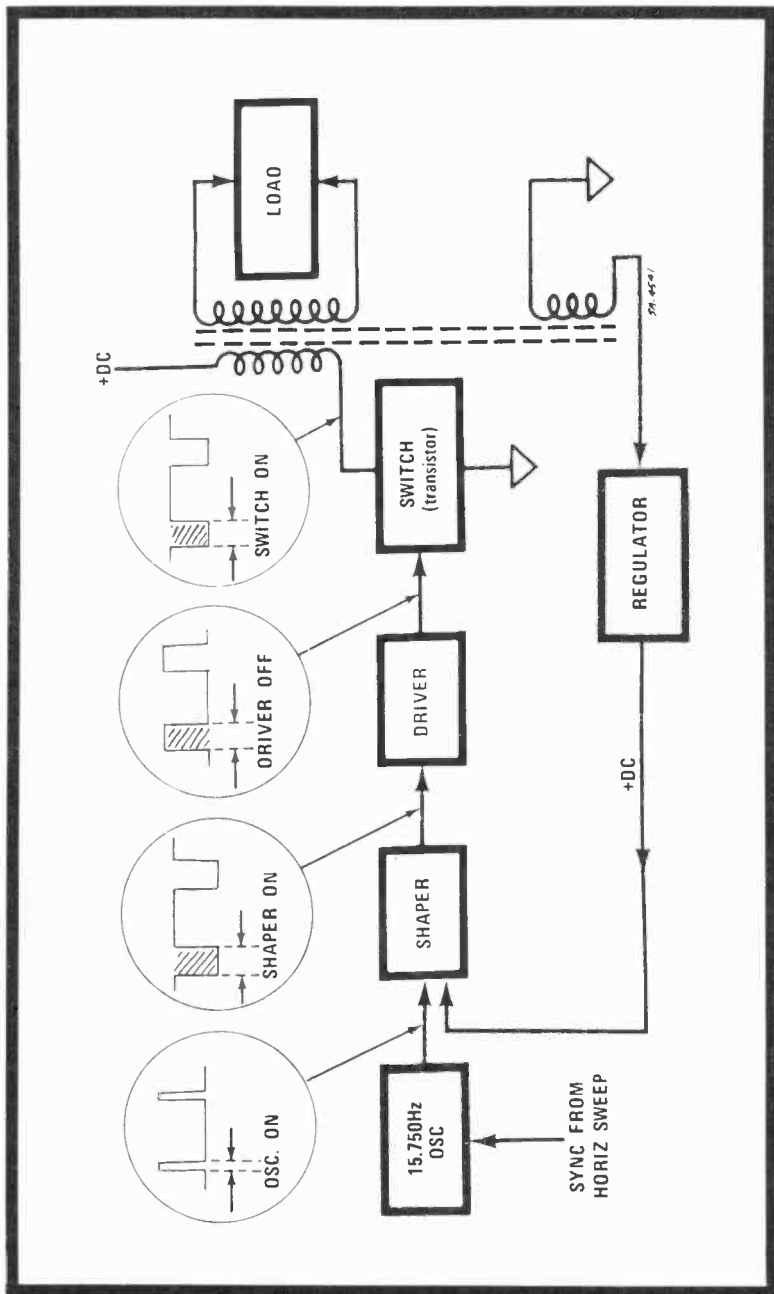 OSC. ON
SHAPER ON
DRIVER OFF
SWITCH ON
+DC
15.750Hz
OSC
SHAPER
DRIVER
SWITCH
(transistor)
LOAD
SYNC FROM
HORIZ SWEEP
+DC
REGULATOR